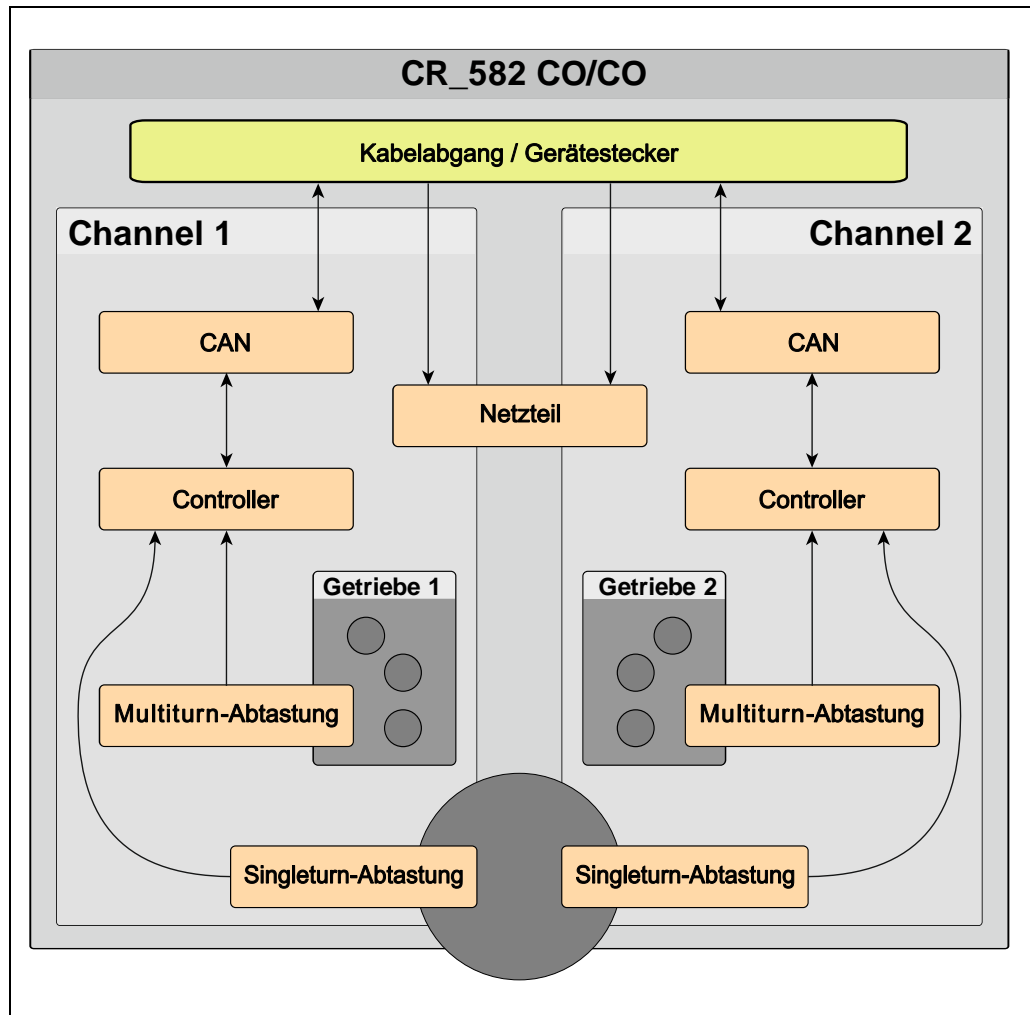 CR_582 CO/CO
Kabelabgang / Gerätestecker
Channel 1
Channel 2
CAN
CAN
Netzteil
Controller
Controller
Getriebe 1
Getriebe 2
Multiturn-Abtastung
Multiturn-Abtastung
Singleturn-Abtastung
Singleturn-Abtastung